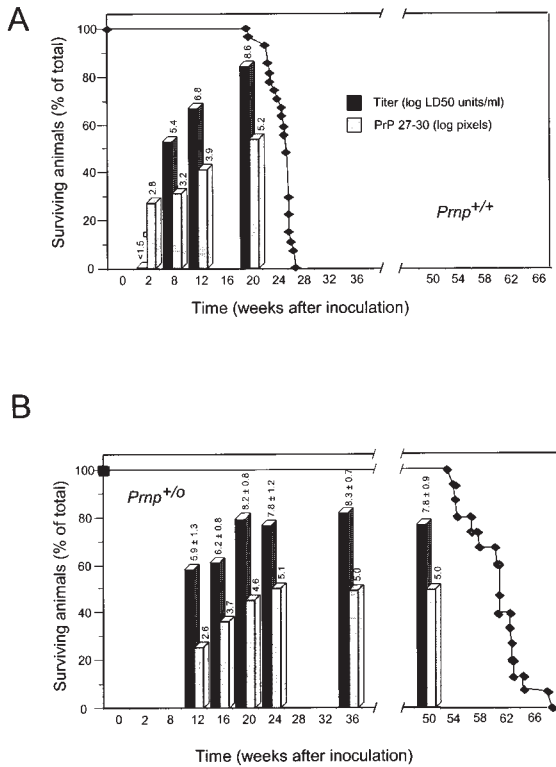 A
Surviving animals (% of total)
100
80
60
40
20
0
<1.5
2.8
5.4
3.2
6.8
3.9
8.6
5.2
Titer (log LD50 units/ml)
PrP 27-30 (log pixels)
Prnp+/+
0 2 4 8 12 16 20 24 28 32 36 50 54 58 62 66
Time (weeks after inoculation)
B
Surviving animals (% of total)
100
80
60
40
20
0
Prnp+/o
5.9 ± 1.3
2.6
6.2 ± 0.8
3.7
8.2 ± 0.8
4.6
7.8 ± 1.2
5.1
8.3 ± 0.7
5.0
7.8 ± 0.9
5.0
0 2 8 12 16 20 24 28 32 36 50 54 58 62 66
Time (weeks after inoculation)